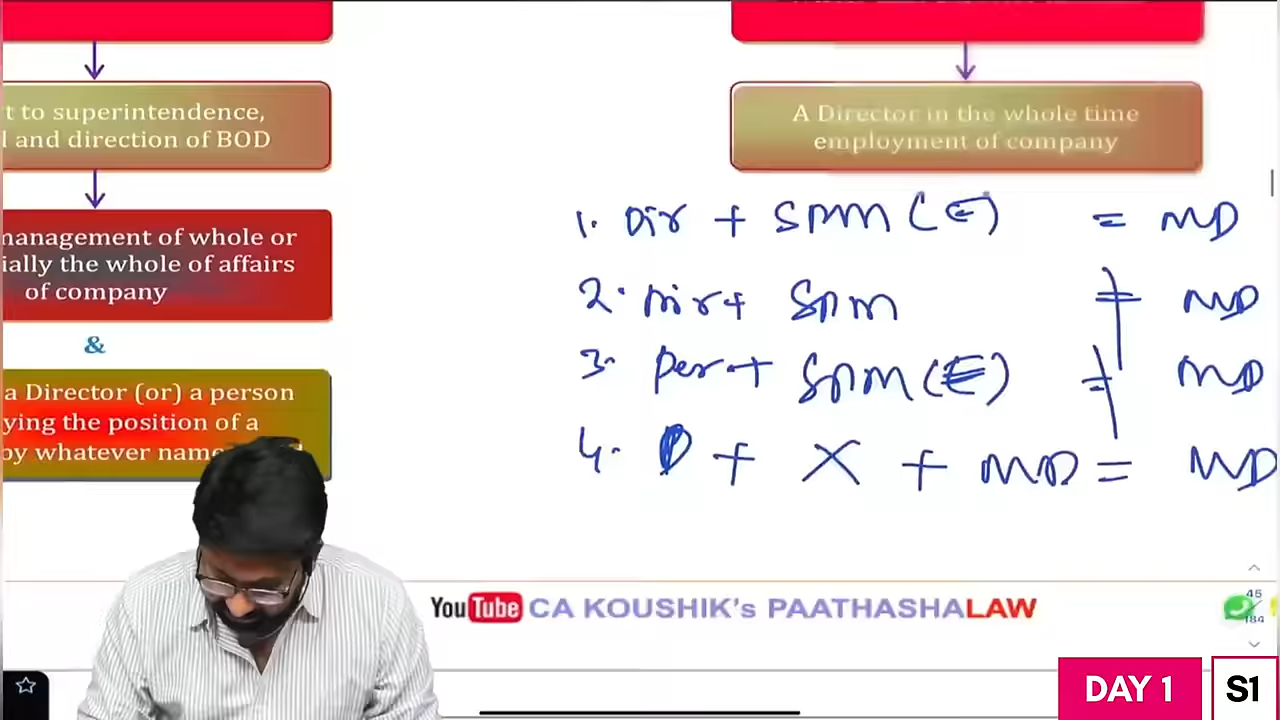 t to superintendence,
l and direction of BOD
management of whole or
ially the whole of affairs
of company
&
a Director (or) a person
ying the position of a
by whatever name
A Director in the whole time
employment of company
1. Dir + SPM (E) = MD
2. Dir + SPM ≠ MD
3. Per + SPM (E) ≠ MD
4. D + X + MD = MD
YouTube CA KOUSHIK's PAATHASHALAW
45
184
DAY 1 S1